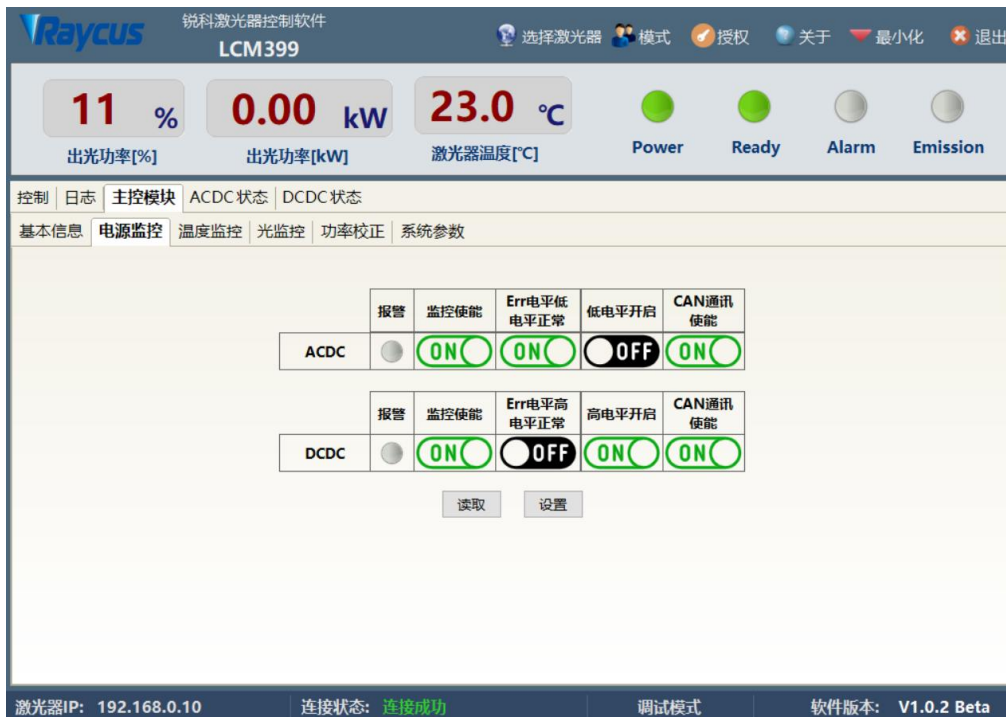 Raycus
锐科激光器控制软件
LCM399
选择激光器 模式 授权 关于 最小化 退出
11 % 0.00 kW 23.0 ℃
出光功率[%] 出光功率[kW] 激光器温度[℃] Power Ready Alarm Emission
控制 日志 主控模块 ACDC状态 DCDC状态
基本信息 电源监控 温度监控 光监控 功率校正 系统参数
报警 监控使能 Err电平低 低电平开启 CAN通讯
电平正常 使能
ACDC ON ON OFF ON
报警 监控使能 Err电平高 高电平开启 CAN通讯
电平正常 使能
DCDC ON OFF ON ON
读取 设置
激光器IP: 192.168.0.10 连接状态: 连接成功 调试模式 软件版本: V1.0.2 Beta